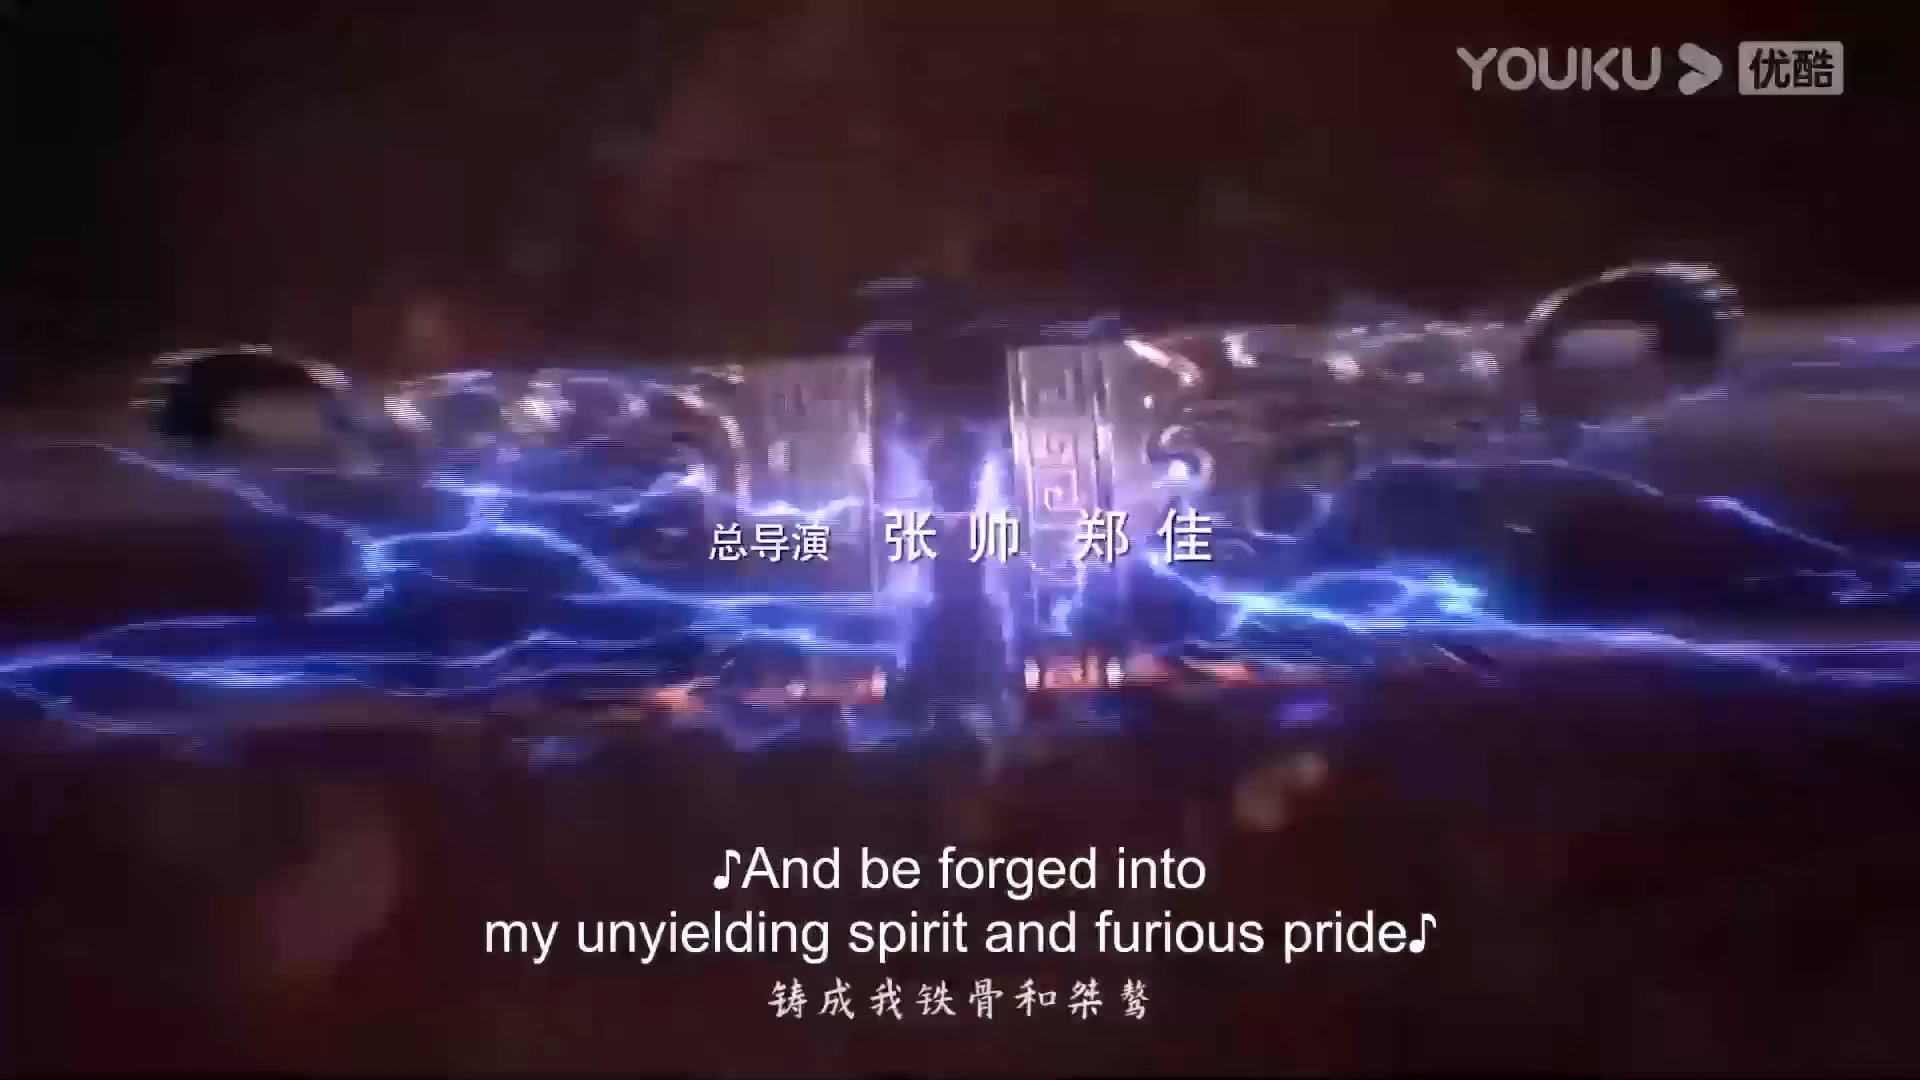 YOUKU 优酷
总导演 张帅 郑佳
♪And be forged into
my unyielding spirit and furious pride♪
铸成我铁骨和桀骜